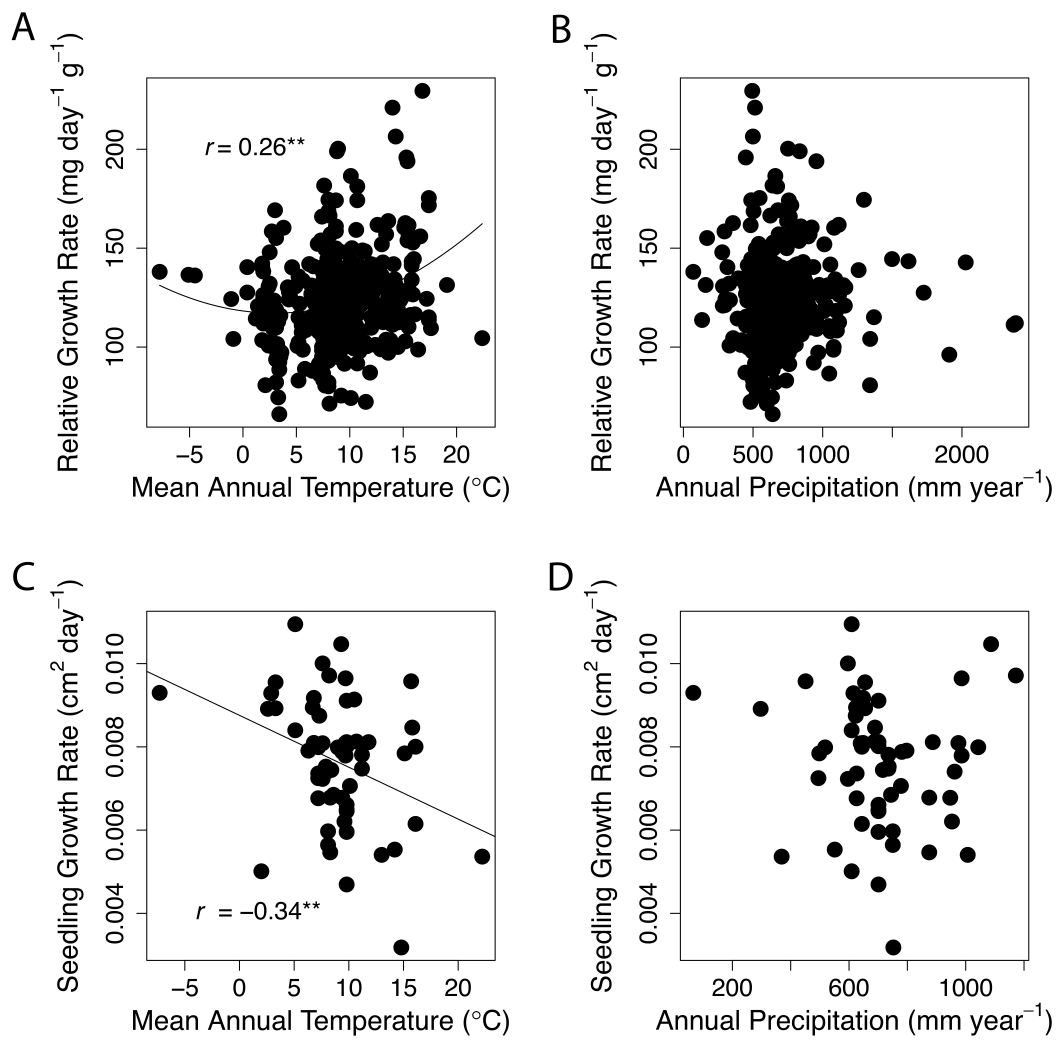 A
Relative Growth Rate (mg day⁻¹ g⁻¹)
200
150
100
r = 0.26**
−5 0 5 10 15 20
Mean Annual Temperature (°C)
B
Relative Growth Rate (mg day⁻¹ g⁻¹)
200
150
100
0 500 1000 2000
Annual Precipitation (mm year⁻¹)
C
Seedling Growth Rate (cm² day⁻¹)
0.010
0.008
0.006
0.004
r = −0.34**
−5 0 5 10 15 20
Mean Annual Temperature (°C)
D
Seedling Growth Rate (cm² day⁻¹)
0.010
0.008
0.006
0.004
200 600 1000
Annual Precipitation (mm year⁻¹)